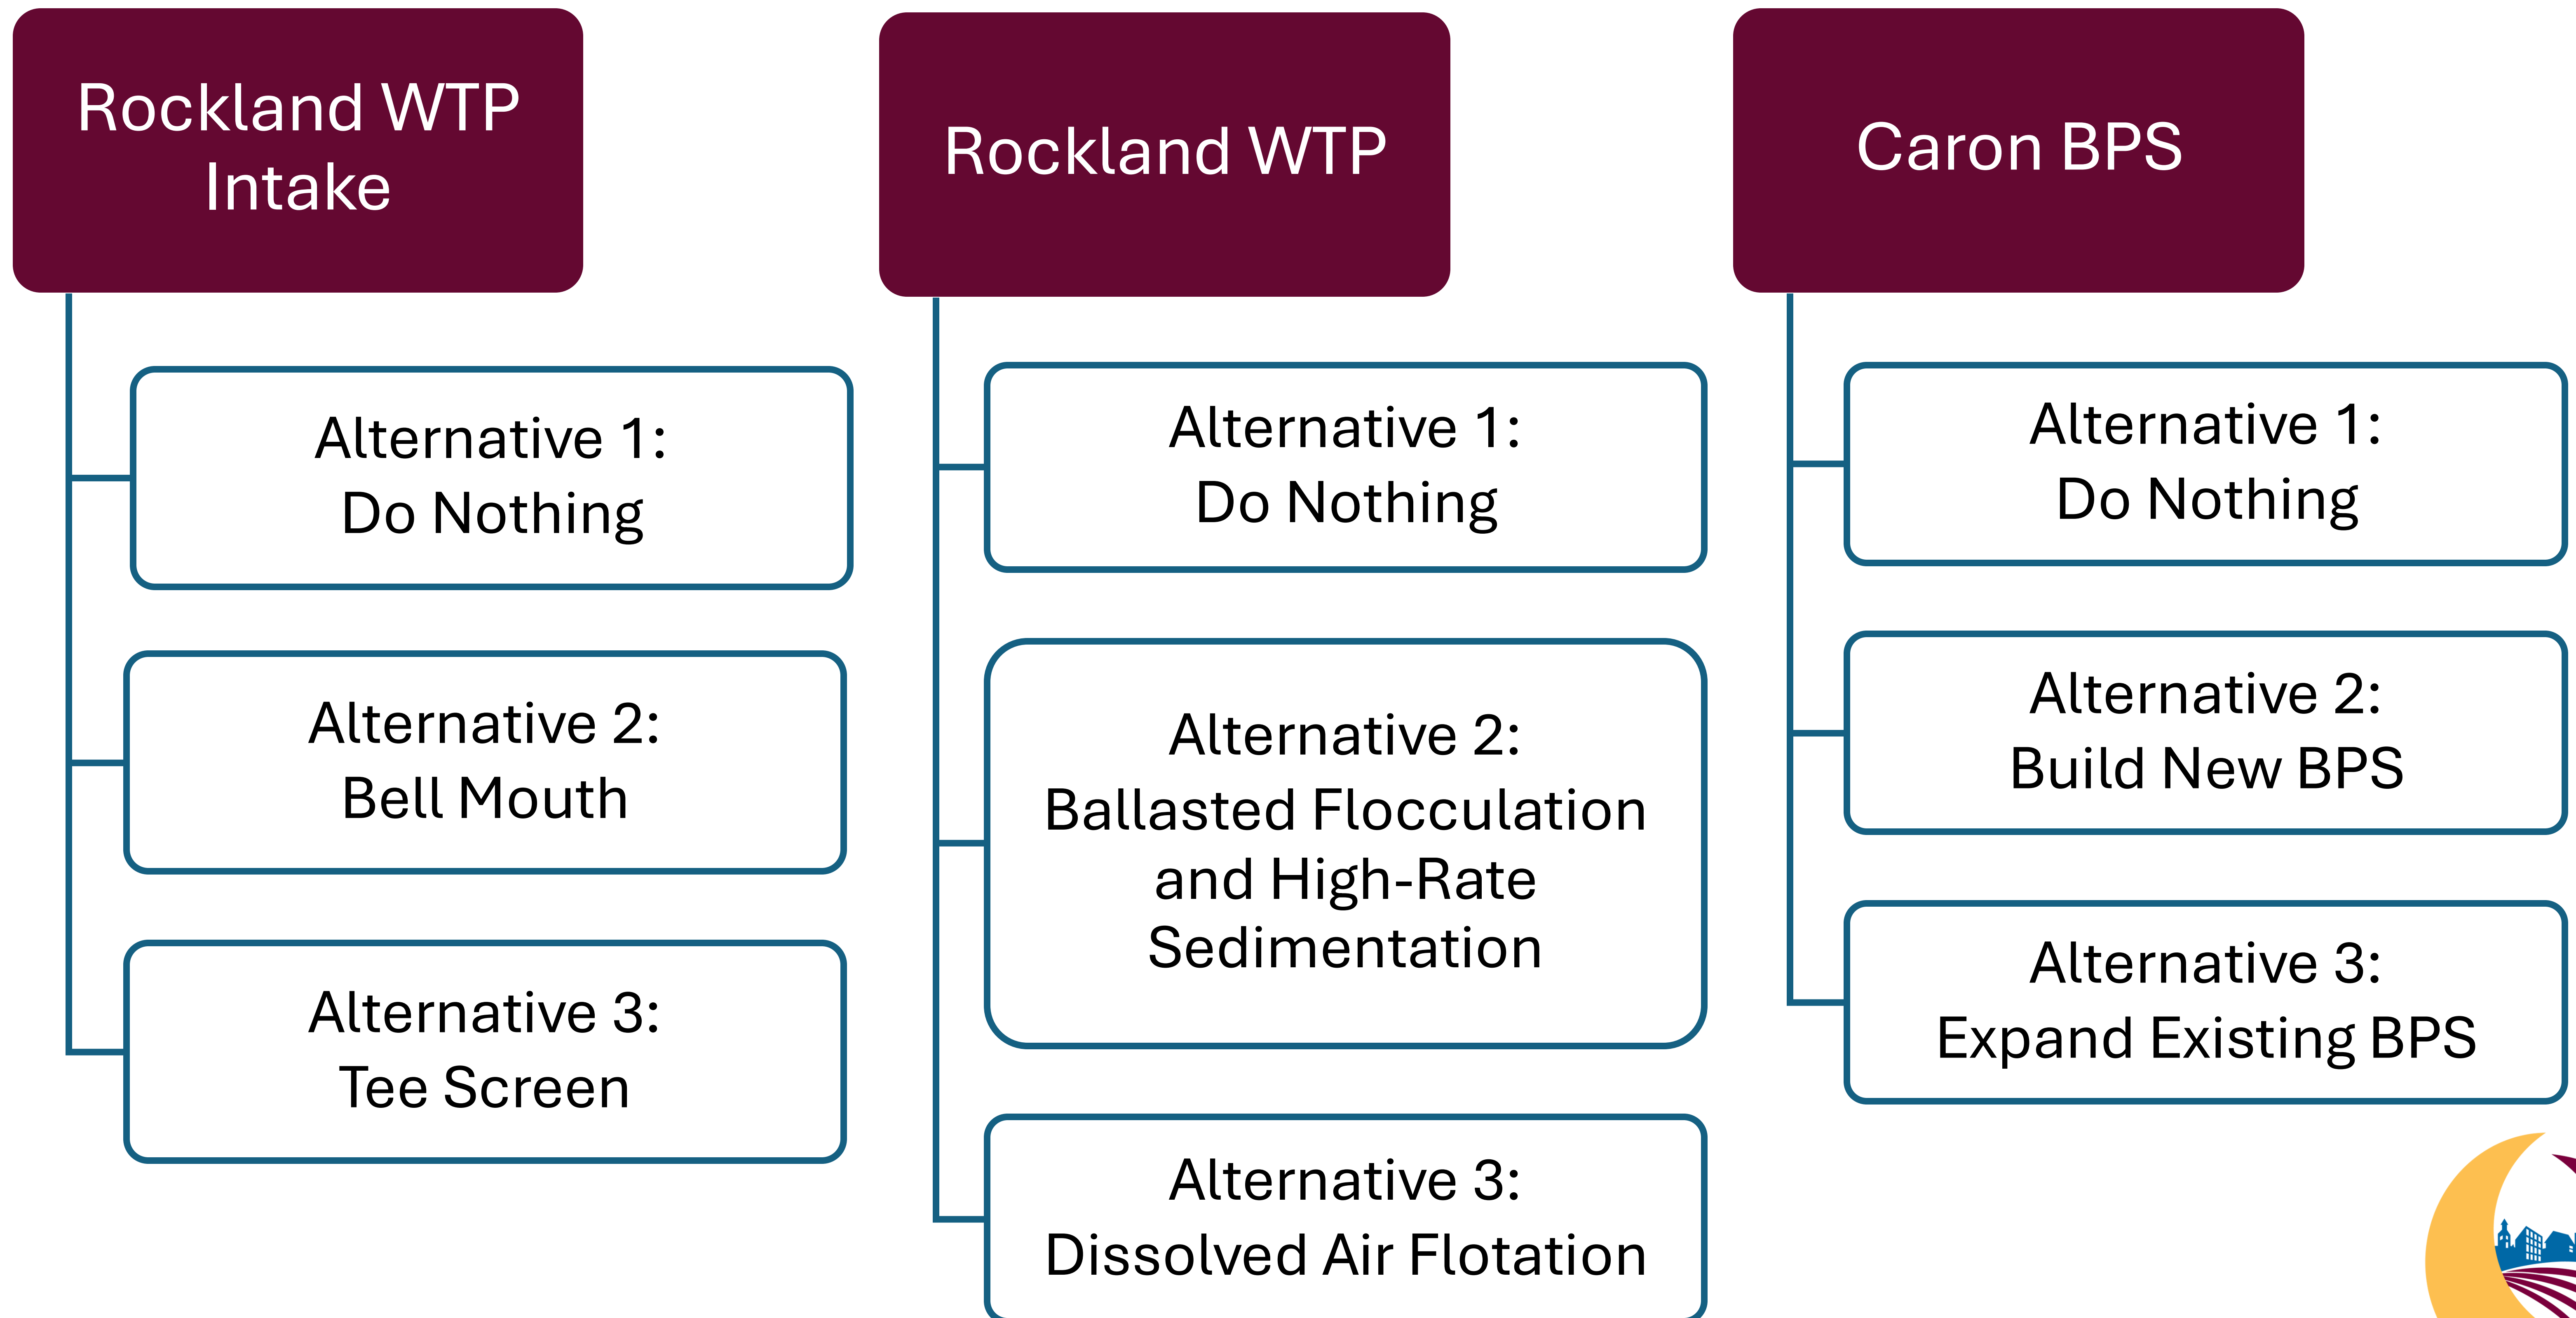 Rockland WTP
Intake
Alternative 1:
Do Nothing
Alternative 2:
Bell Mouth
Alternative 3:
Tee Screen
Rockland WTP
Alternative 1:
Do Nothing
Alternative 2:
Ballasted Flocculation
and High-Rate
Sedimentation
Alternative 3:
Dissolved Air Flotation
Caron BPS
Alternative 1:
Do Nothing
Alternative 2:
Build New BPS
Alternative 3:
Expand Existing BPS